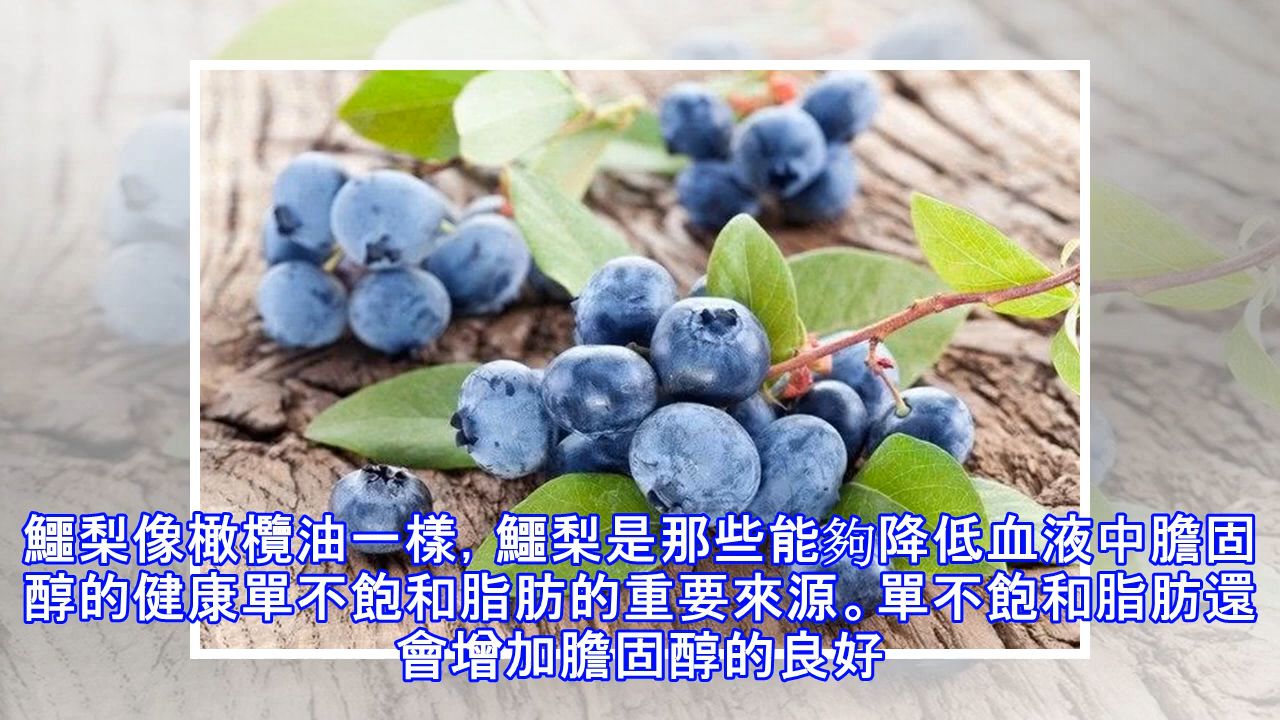 鱷梨像橄欖油一樣, 鱷梨是那些能夠降低血液中膽固
醇的健康單不飽和脂肪的重要來源。單不飽和脂肪還
會增加膽固醇的良好